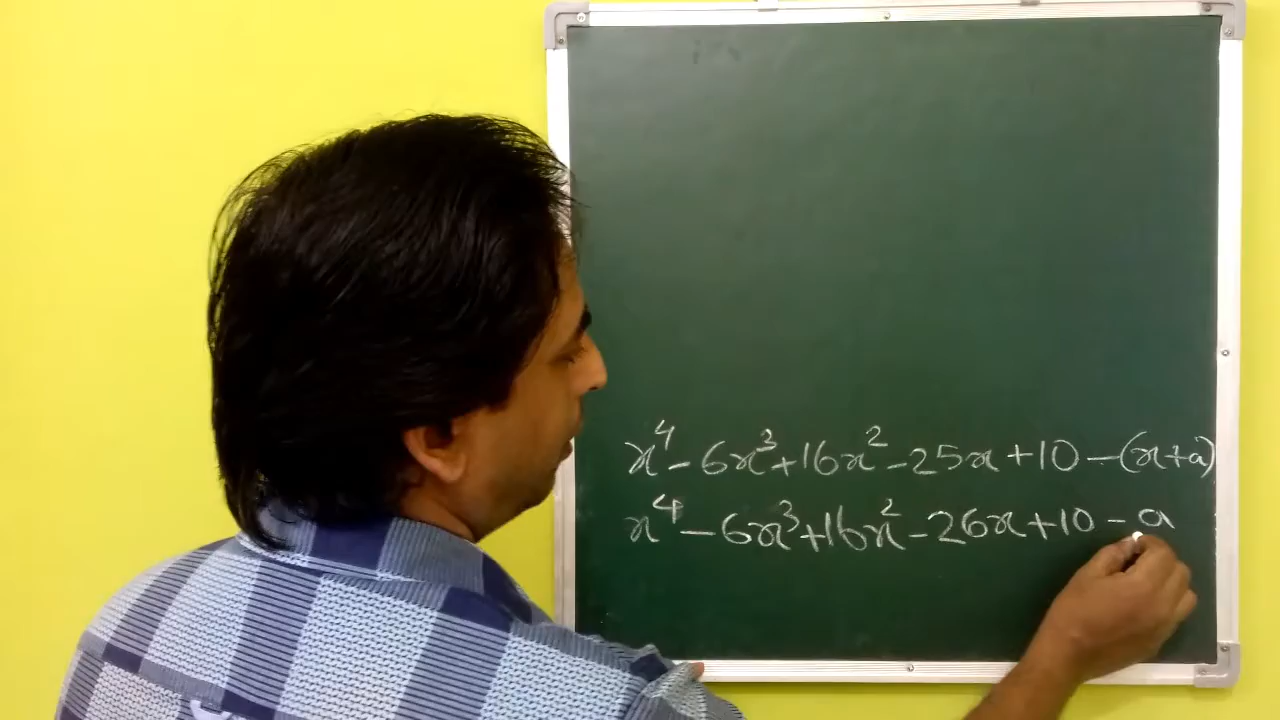 x⁴ - 6x³ + 16x² - 25x + 10 - (x + a)
x⁴ - 6x³ + 16x² - 26x + 10 - a